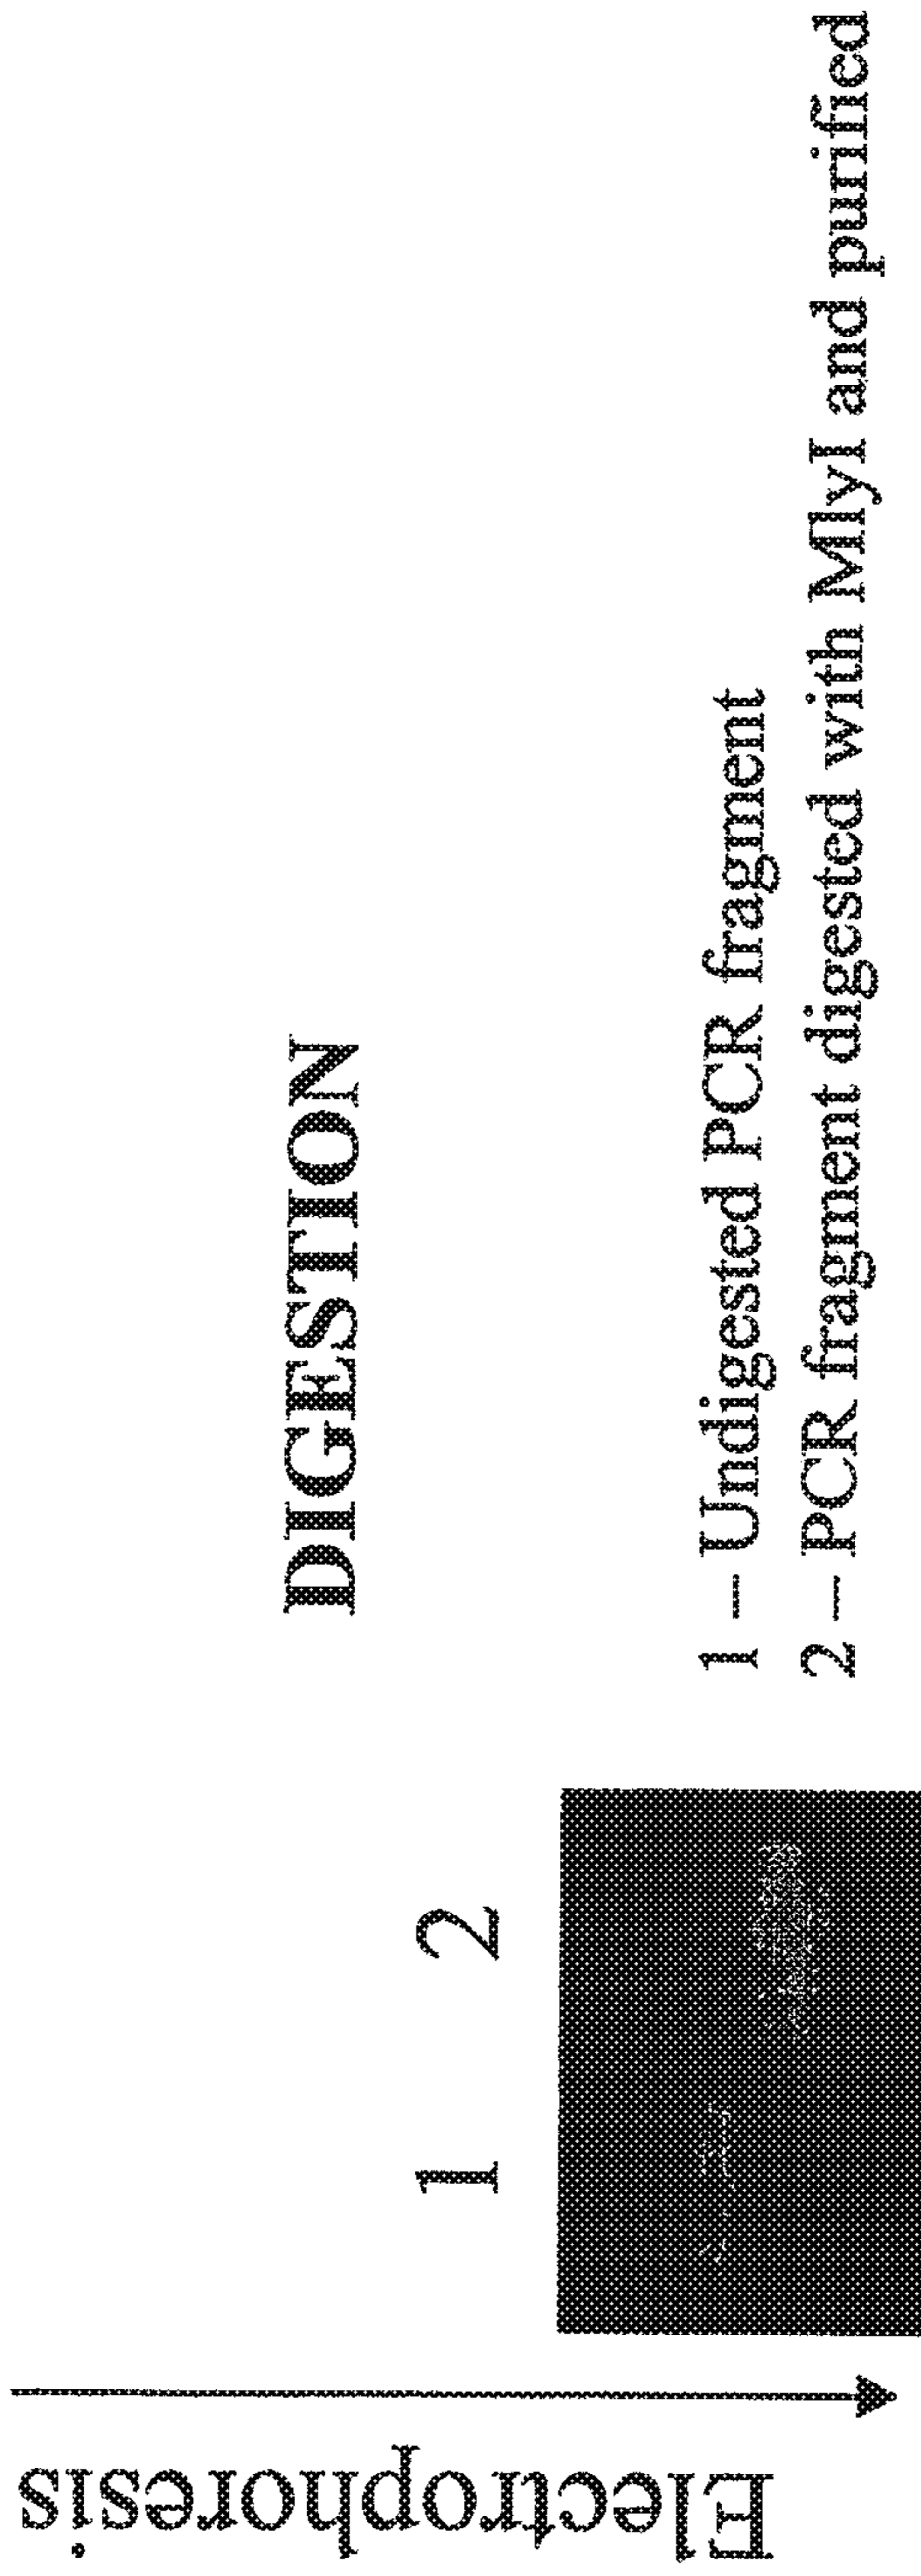 DIGESTION
Electrophoresis
1 2
1 – Undigested PCR fragment
2 – PCR fragment digested with MlyI and purified